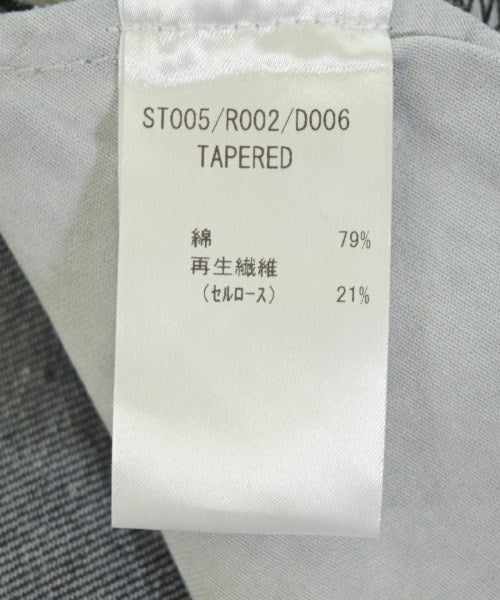 ST005/R002/D006
TAPERED
綿 79%
再生繊維
(セルロース) 21%